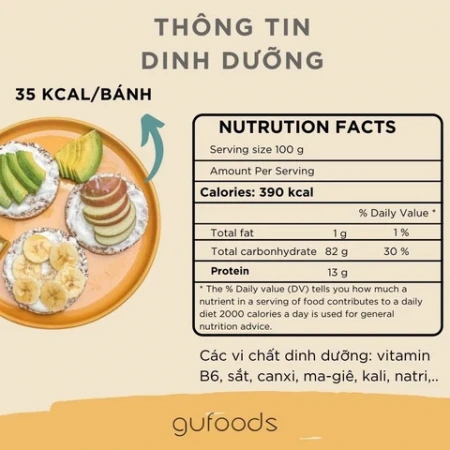 THÔNG TIN
DINH DƯỠNG
35 KCAL/BÁNH
NUTRUTION FACTS
Serving size 100 g
Amount Per Serving
Calories: 390 kcal
% Daily Value *
Total fat 1 g 1 %
Total carbonhydrate 82 g 30 %
Protein 13 g
* The % Daily value (DV) tells you how much a
nutrient in a serving of food contributes to a daily
diet 2000 calories a day is used for general
nutrition advice.
Các vi chất dinh dưỡng: vitamin
B6, sắt, canxi, ma-giê, kali, natri,..
gufoods